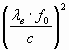 (λₑ · f₀ / c)²